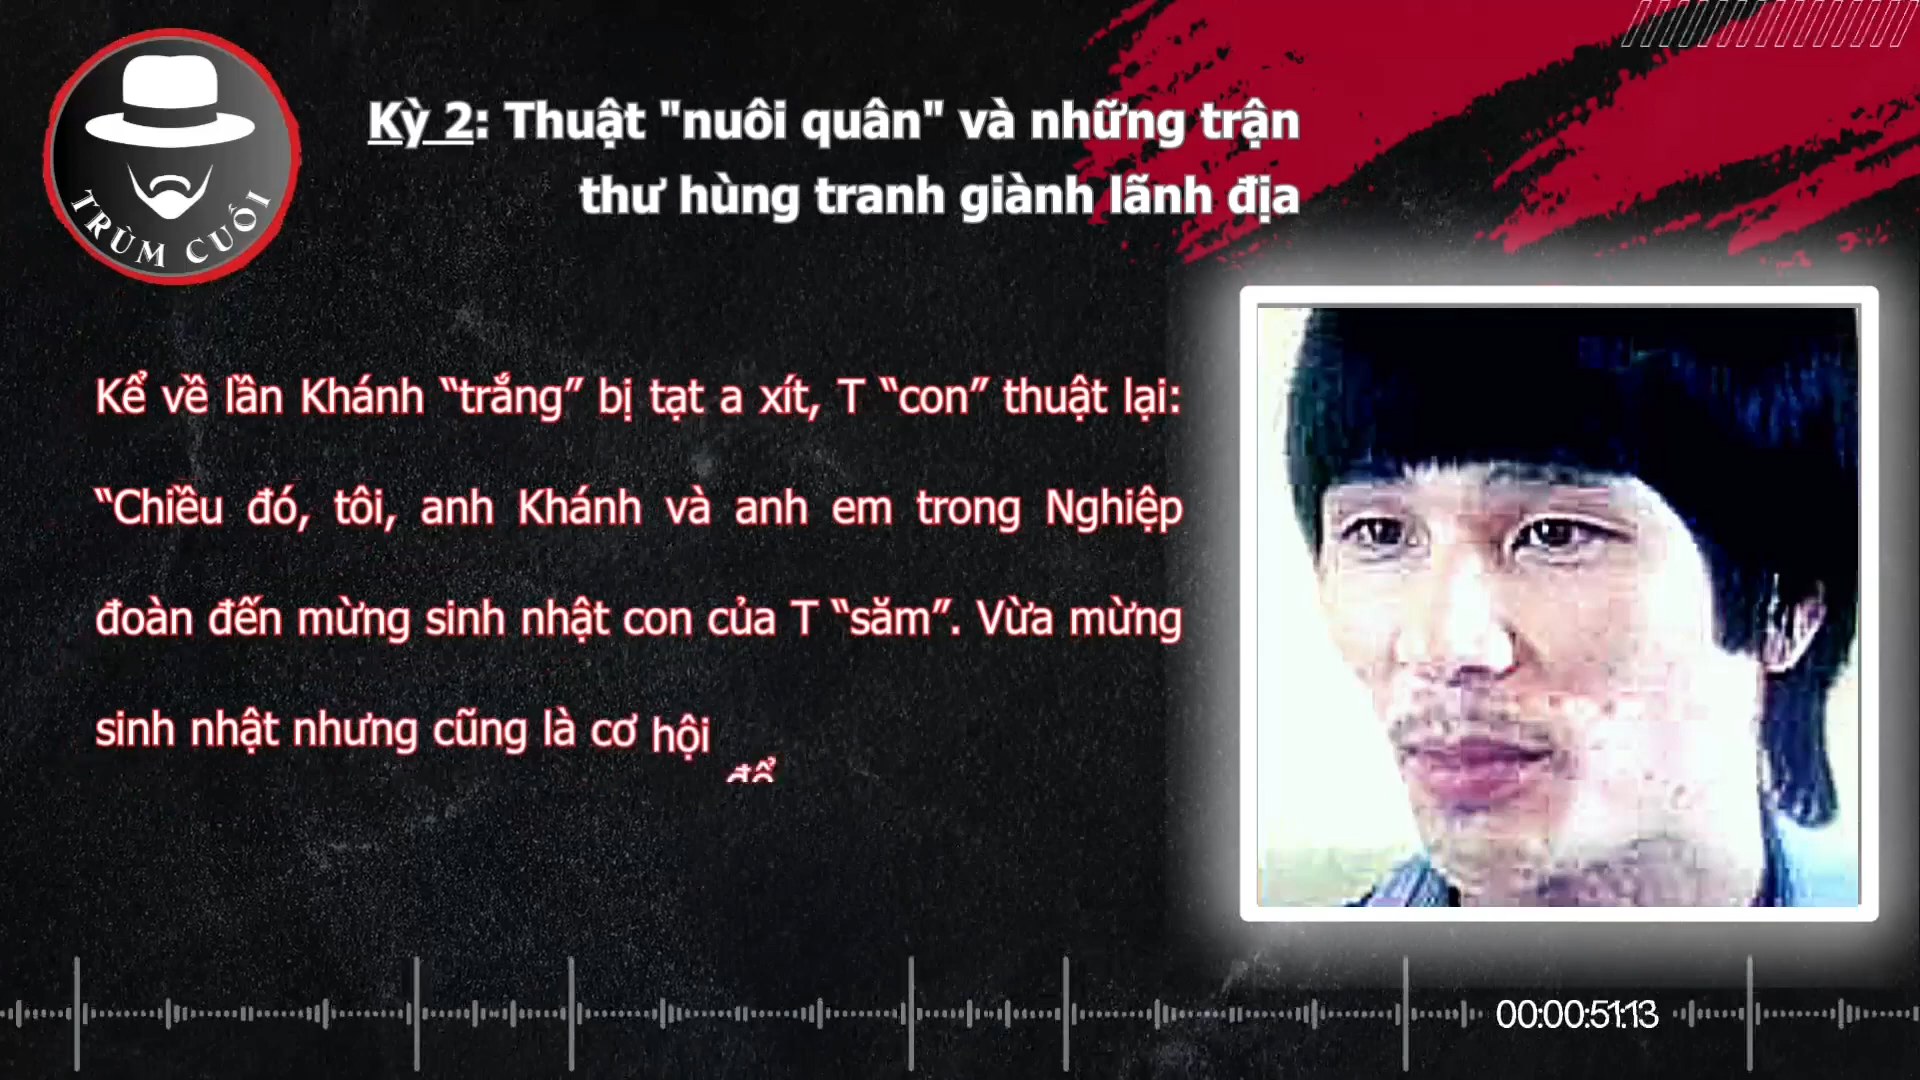 TRÙM CUỐI
Kỳ 2: Thuật "nuôi quân" và những trận
thư hùng tranh giành lãnh địa
Kể về lần Khánh “trắng” bị tạt a xít, T “con” thuật lại:
“Chiều đó, tôi, anh Khánh và anh em trong Nghiệp
đoàn đến mừng sinh nhật con của T “săm”. Vừa mừng
sinh nhật nhưng cũng là cơ hội để
00:00:51:13